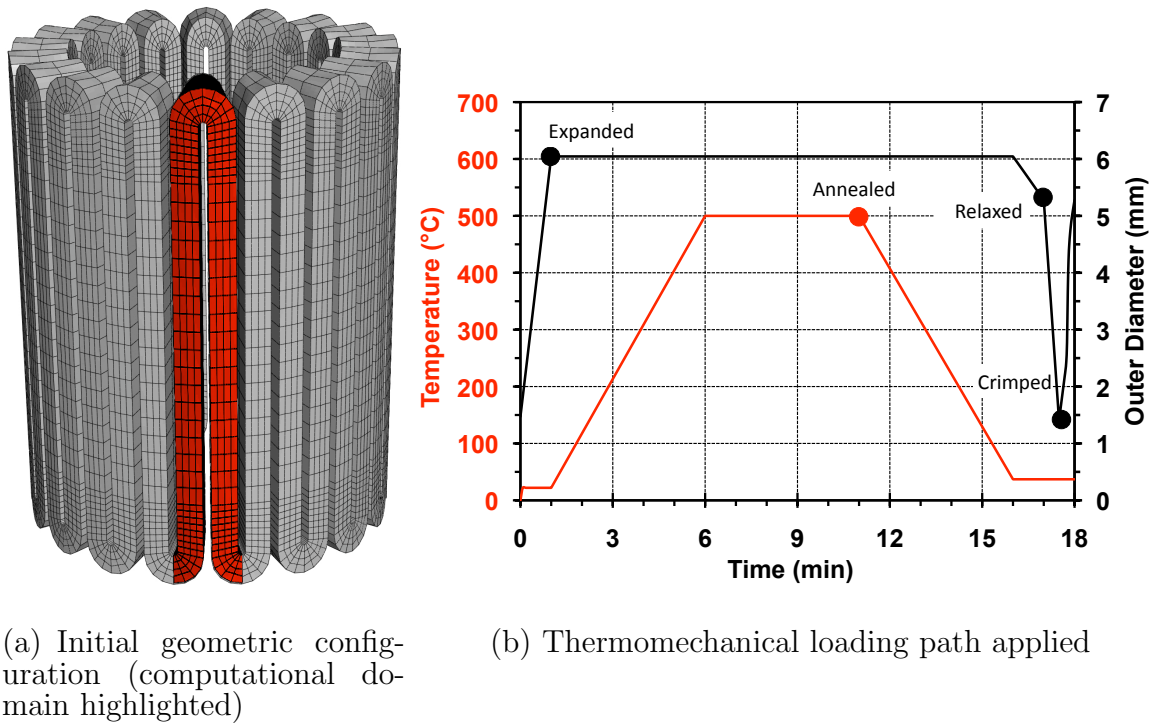 700
600
500
400
300
200
100
0
Temperature (°C)
Expanded
Annealed
Relaxed
Crimped
7
6
5
4
3
2
1
0
Outer Diameter (mm)
0 3 6 9 12 15 18
Time (min)
(a) Initial geometric config-
uration (computational do-
main highlighted)
(b) Thermomechanical loading path applied